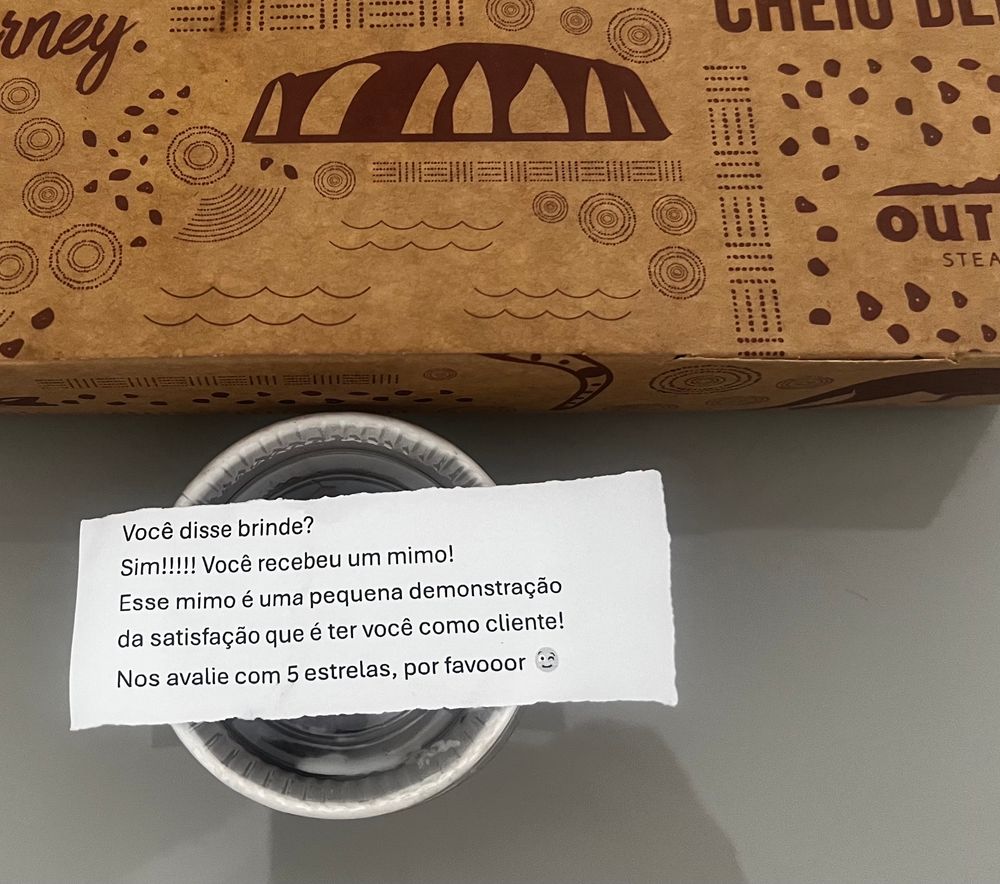 rney.
CHEIO DE
OUT
STEA
Você disse brinde?
Sim!!!!! Você recebeu um mimo!
Esse mimo é uma pequena demonstração
da satisfação que é ter você como cliente!
Nos avalie com 5 estrelas, por favooor 😉